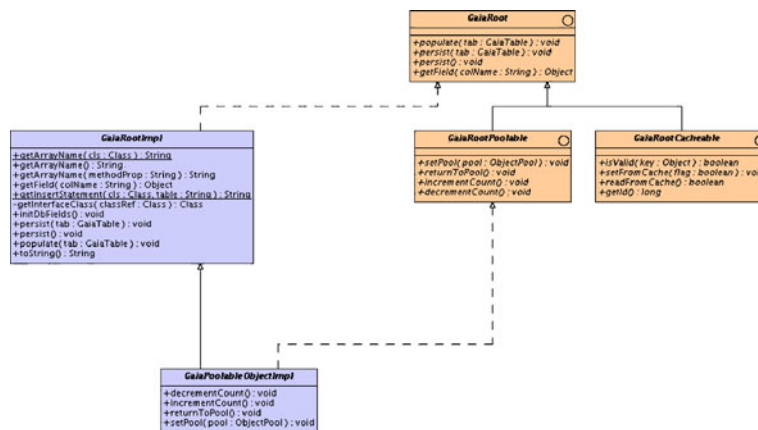 GaiaRoot
+populate(tab : GaiaTable) : void
+persist(tab : GaiaTable) : void
+persist() : void
+getField(colName : String) : Object
GaiaRootImpl
+getArrayName(cls : Class) : String
+getArrayName() : String
+getArrayName(methodProp : String) : String
+getField(colName : String) : Object
+getInsertStatement(cls : Class, table : String) : String
-getInterfaceClass(classRef : Class) : Class
+initDbFields() : void
+persist(tab : GaiaTable) : void
+persist() : void
+populate(tab : GaiaTable) : void
+toString() : String
GaiaRootPoolable
+setPool(pool : ObjectPool) : void
+returnToPool() : void
+incrementCount() : void
+decrementCount() : void
GaiaRootCacheable
+isValid(key : Object) : boolean
+setFromCache(flag : boolean) : v
+readFromCache() : boolean
+getId() : long
GaiaPoolableObjectImpl
+decrementCount() : void
+incrementCount() : void
+returnToPool() : void
+setPool(pool : ObjectPool) : void